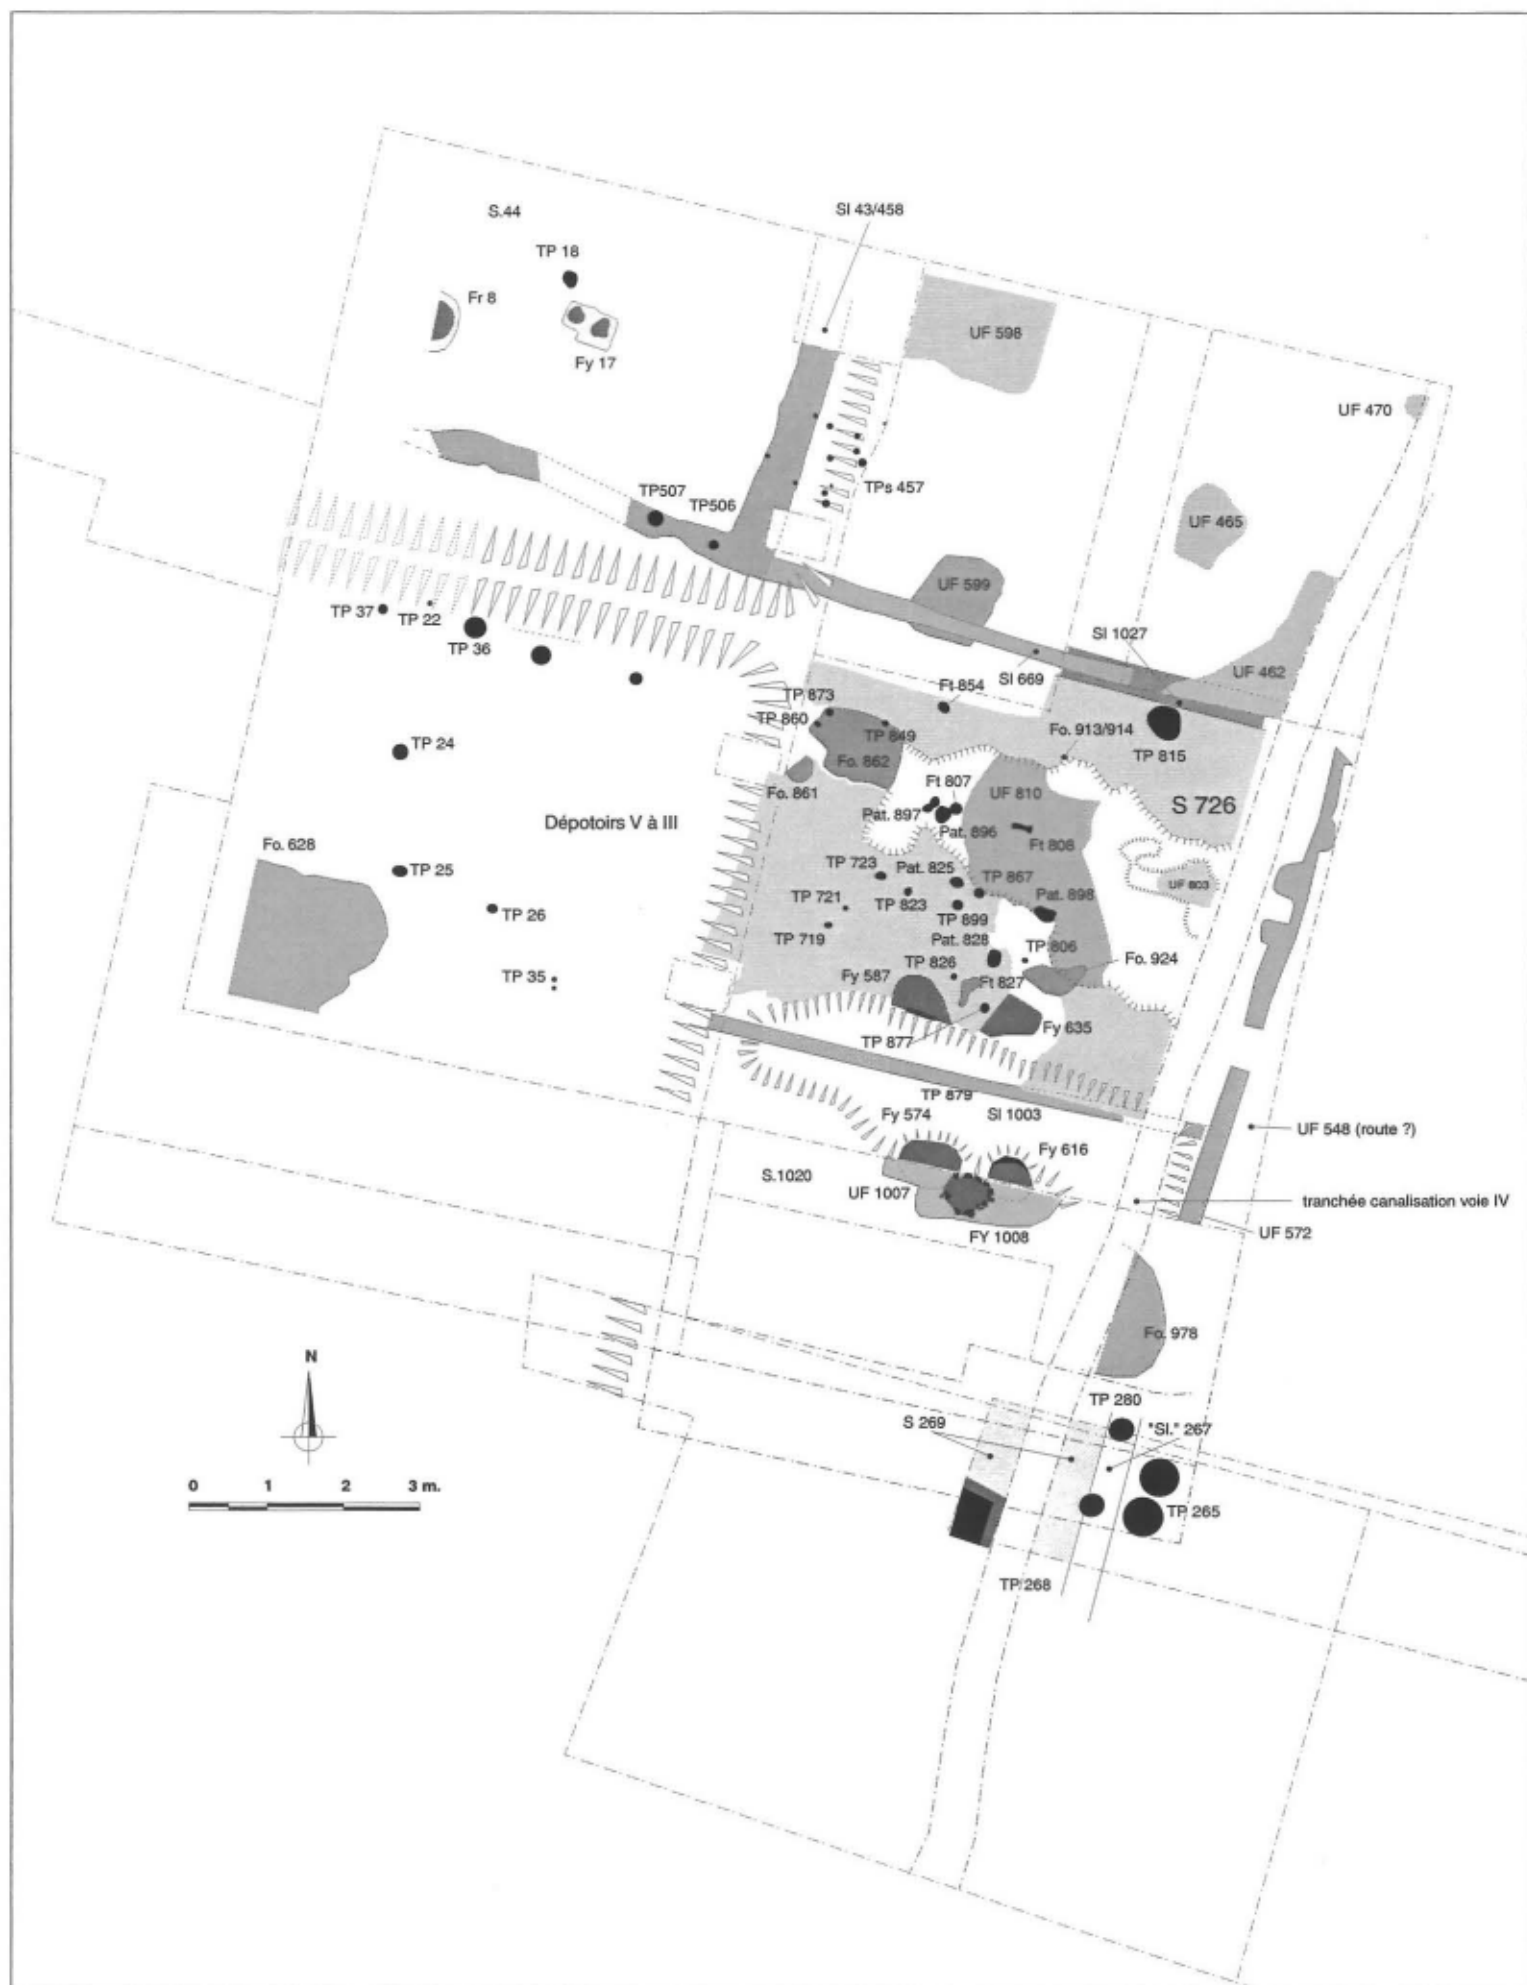 S.44
SI 43/458
TP 18
Fr 8
Fy 17
UF 598
UF 470
TPs 457
TP507
TP506
UF 465
UF 599
TP 37
TP 22
TP 36
SI 1027
SI 669
UF 462
Ft 854
TP 873
TP 860
TP 849
Fo. 913/914
TP 815
TP 24
Fo. 862
Fo. 861
Ft 807
UF 810
S 726
Pat. 897
Pat. 896
Ft 808
Dépotoirs V à III
Fo. 628
TP 25
TP 723
Pat. 825
TP 867
UF 803
TP 26
TP 721
TP 823
Pat. 898
TP 899
TP 719
Pat. 828
TP 806
TP 35
TP 826
Fo. 924
Fy 587
Ft 827
Fy 635
TP 877
TP 879
SI 1003
Fy 574
UF 548 (route ?)
Fy 616
S.1020
UF 1007
tranchée canalisation voie IV
FY 1008
UF 572
Fo. 978
N
TP 280
S 269
"SI." 267
0 1 2 3 m.
TP 265
TP 268